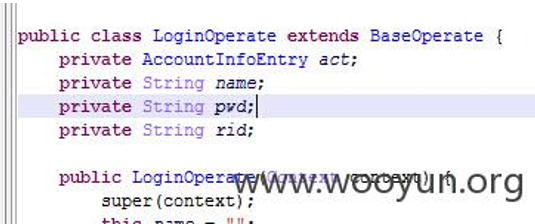 public class LoginOperate extends BaseOperate {
private AccountInfoEntry act;
private String name;
private String pwd;
private String rid;
public LoginOperate(Context context) {
www.wooyun.org
super(context);
this.name = "";